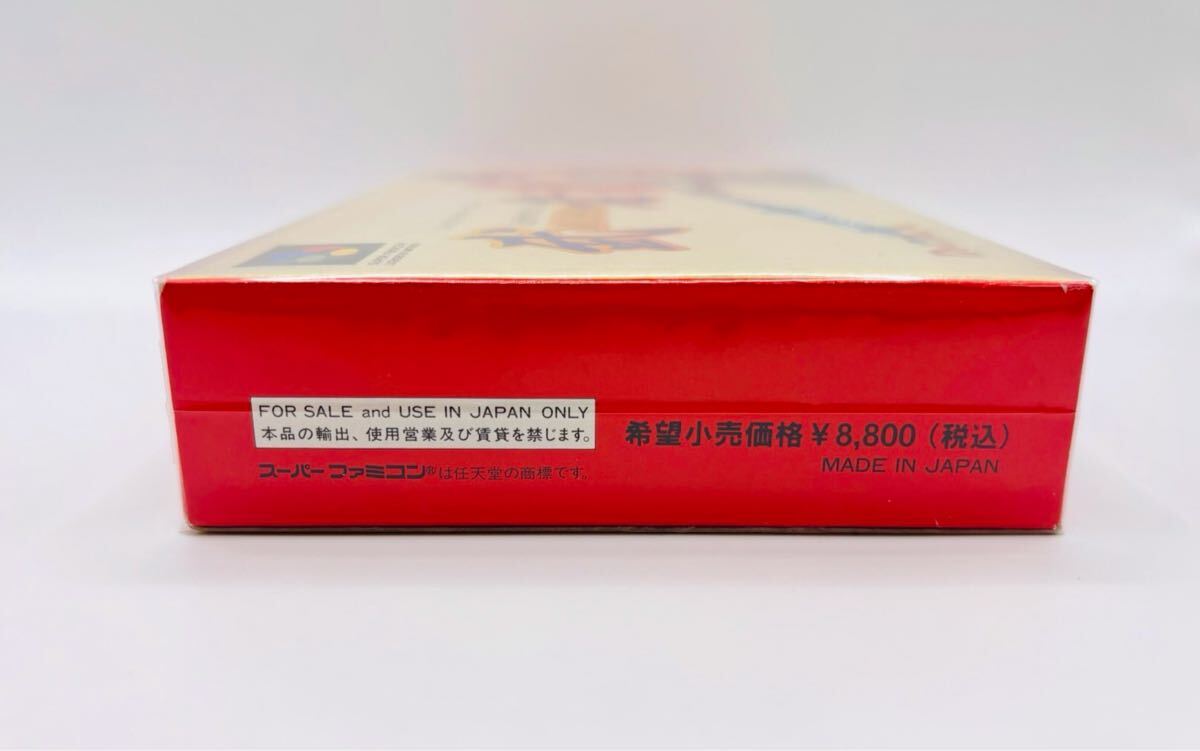 FOR SALE and USE IN JAPAN ONLY
本品の輸出、使用営業及び賃貸を禁じます。
スーパーファミコン®は任天堂の商標です。
希望小売価格￥8,800（税込）
MADE IN JAPAN